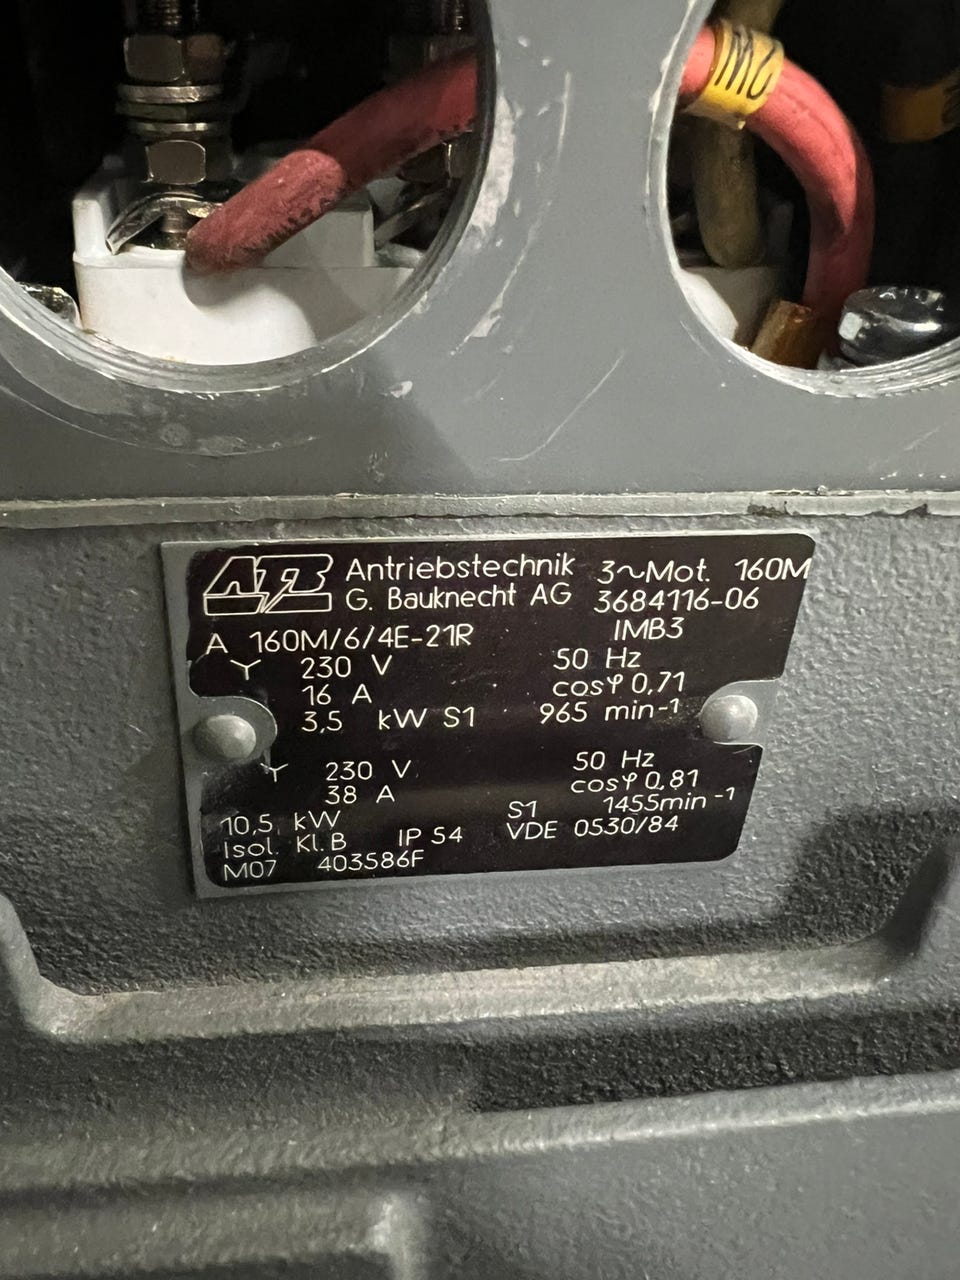 W2
ATB Antriebstechnik 3~Mot. 160M
G. Bauknecht AG 3684116-06
A 160M/6/4E-21R IMB3
Y 230 V 50 Hz
16 A cosφ 0,71
3,5 kW S1 965 min-1
Y 230 V 50 Hz
38 A cosφ 0,81
10,5 kW S1 1455min-1
Isol. Kl. B IP 54 VDE 0530/84
M07 403586F